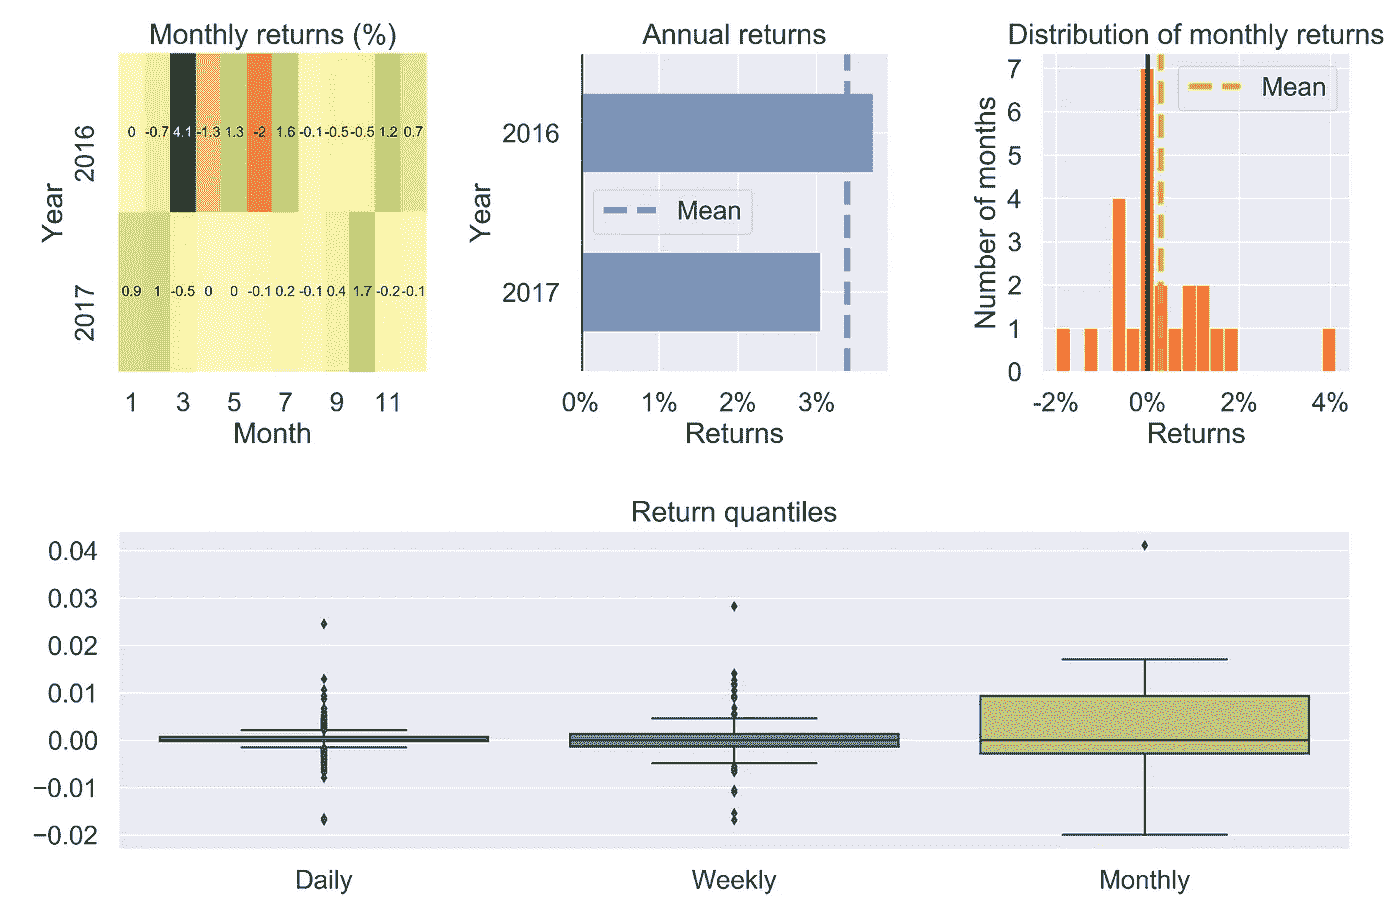 Monthly returns (%)
Year
2016
0 -0.7 4.1 -1.3 1.3 -2 1.6 -0.1 -0.5 -0.5 1.2 0.7
2017
0.9 1 -0.5 0 0 -0.1 0.2 -0.1 0.4 1.7 -0.2 -0.1
1 3 5 7 9 11
Month
Annual returns
Year
2016
Mean
2017
0% 1% 2% 3%
Returns
Distribution of monthly returns
Number of months
7
6
5
4
3
2
1
0
Mean
-2% 0% 2% 4%
Returns
Return quantiles
0.04
0.03
0.02
0.01
0.00
−0.01
−0.02
Daily Weekly Monthly